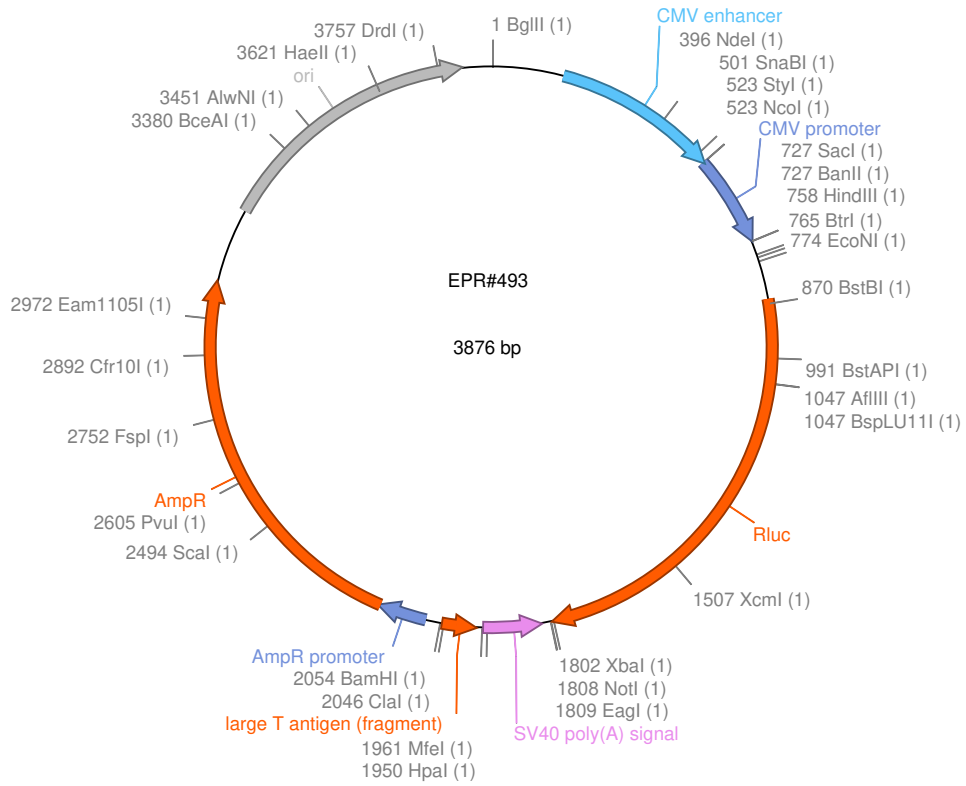 1 BglII (1)
CMV enhancer
396 NdeI (1)
501 SnaBI (1)
523 StyI (1)
523 NcoI (1)
CMV promoter
727 SacI (1)
727 BanII (1)
758 HindIII (1)
765 BtrI (1)
774 EcoNI (1)
870 BstBI (1)
991 BstAPI (1)
1047 AflIII (1)
1047 BspLU11I (1)
Rluc
1507 XcmI (1)
1802 XbaI (1)
1808 NotI (1)
1809 EagI (1)
SV40 poly(A) signal
1950 HpaI (1)
1961 MfeI (1)
large T antigen (fragment)
2046 ClaI (1)
2054 BamHI (1)
AmpR promoter
2494 ScaI (1)
2605 PvuI (1)
AmpR
2752 FspI (1)
2892 Cfr10I (1)
2972 Eam1105I (1)
3380 BceAI (1)
3451 AlwNI (1)
ori
3621 HaeII (1)
3757 DrdI (1)
EPR#493
3876 bp